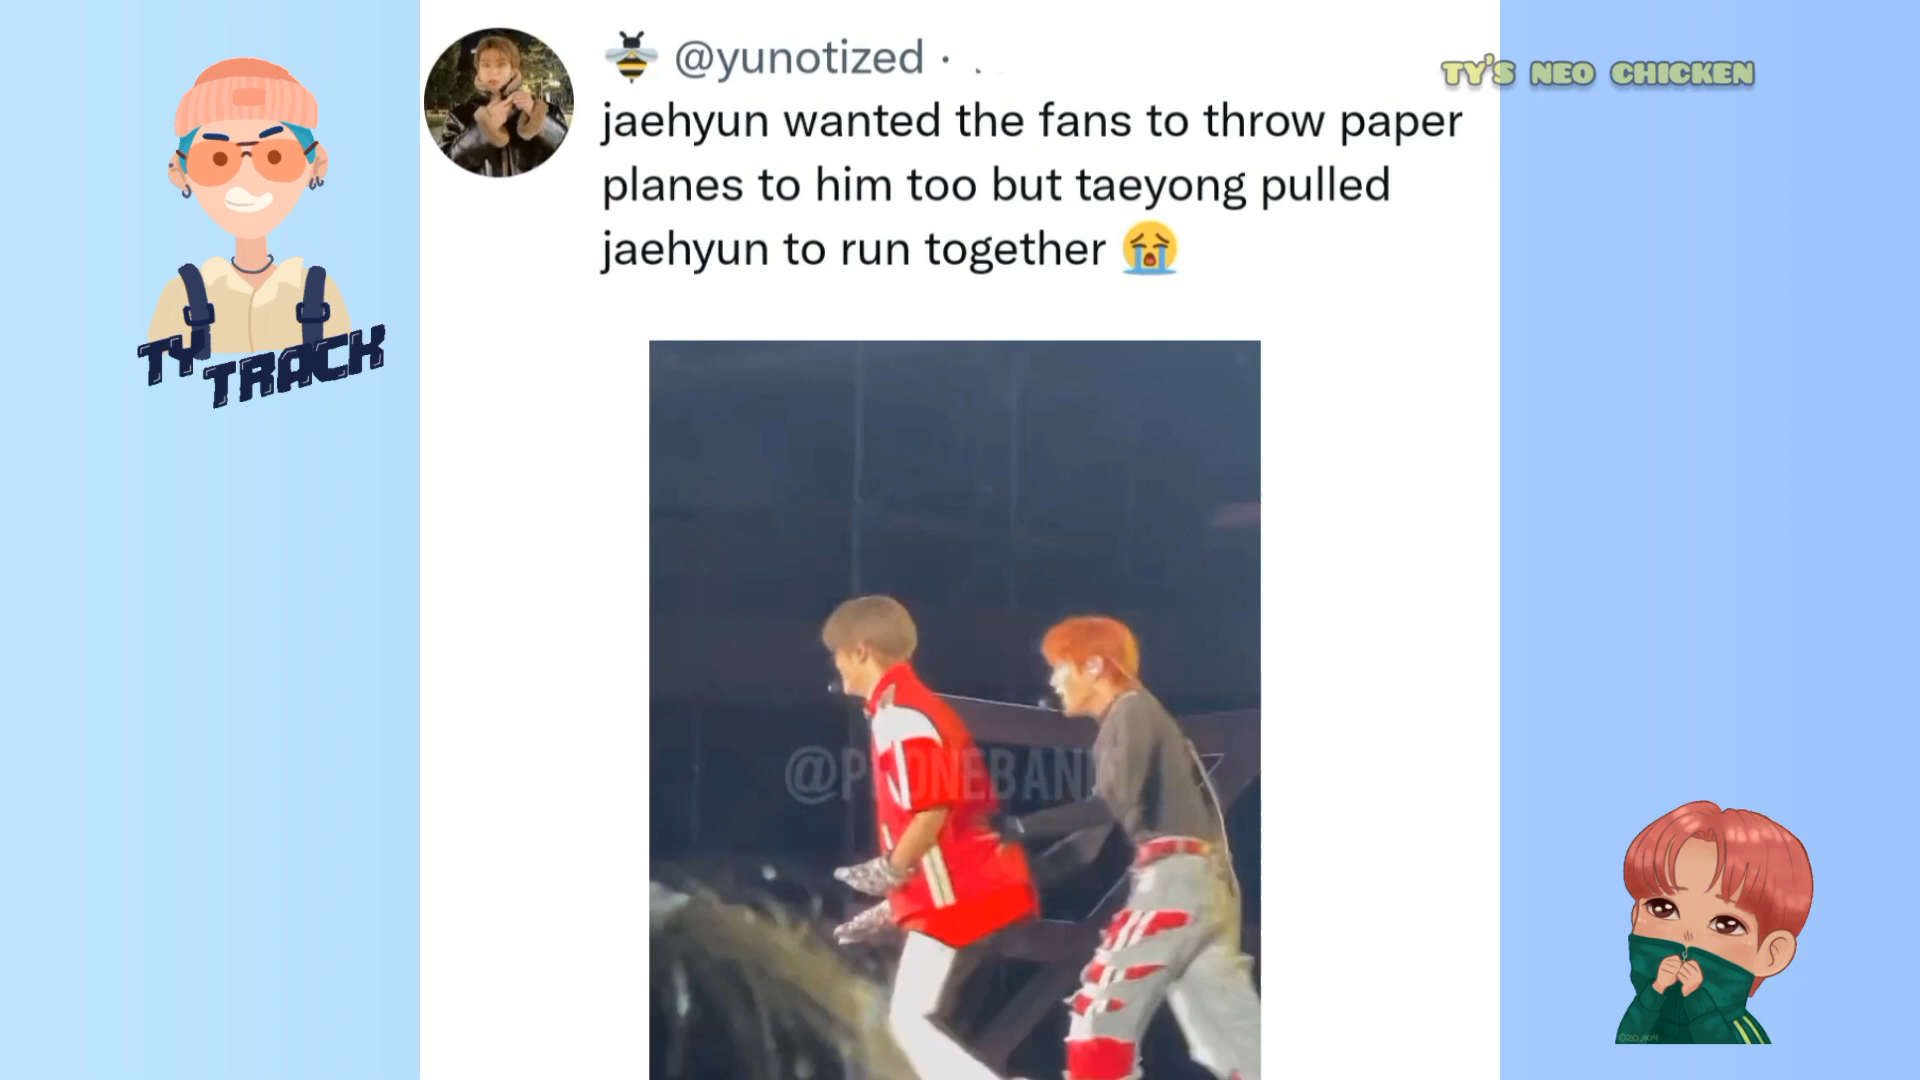 @yunotized ·
TY'S NEO CHICKEN
jaehyun wanted the fans to throw paper
planes to him too but taeyong pulled
jaehyun to run together
TY
TRACK